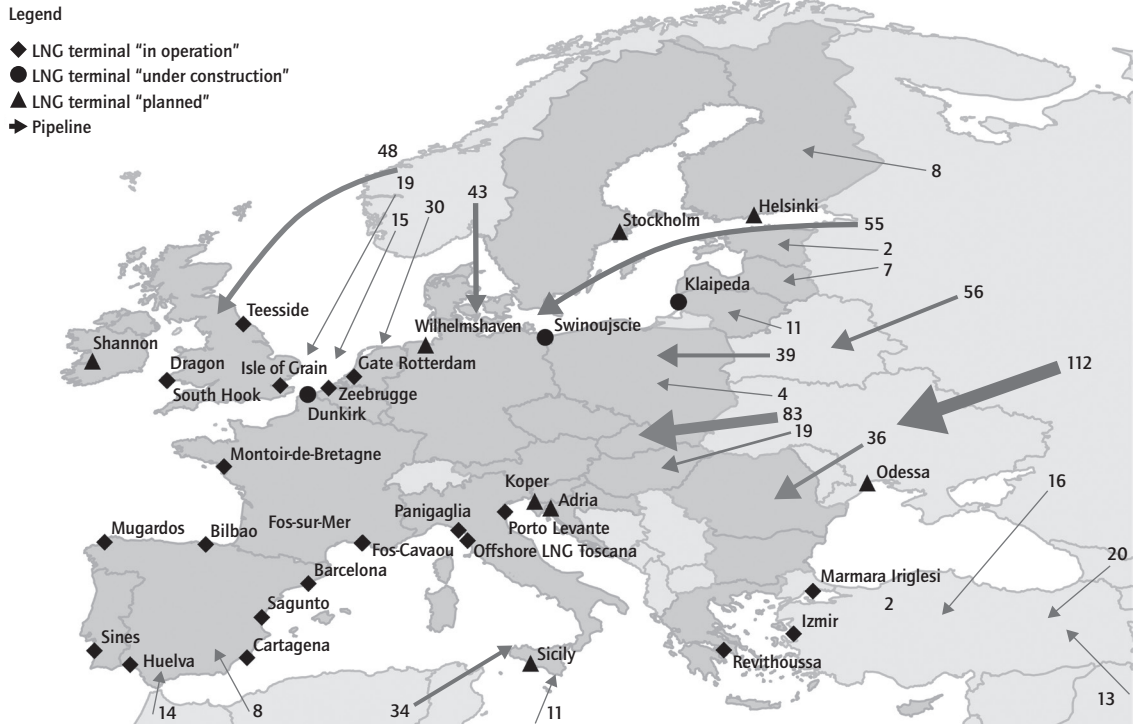 Legend
LNG terminal “in operation”
LNG terminal “under construction”
LNG terminal “planned”
Pipeline
48
19
43
30
15
8
Stockholm
Helsinki
55
2
7
Klaipeda
56
Teesside
11
Wilhelmshaven
Swinoujscie
Shannon
39
Dragon
Isle of Grain
Gate Rotterdam
112
South Hook
Zeebrugge
4
Dunkirk
83
19
36
Montoir-de-Bretagne
Odessa
Koper
16
Adria
Panigaglia
Fos-sur-Mer
Porto Levante
Mugardos
Bilbao
Fos-Cavaou
Offshore LNG Toscana
20
Barcelona
Marmara Iriglesi
2
Sagunto
Izmir
Sines
Cartagena
Sicily
Huelva
Revithoussa
13
14
8
34
11